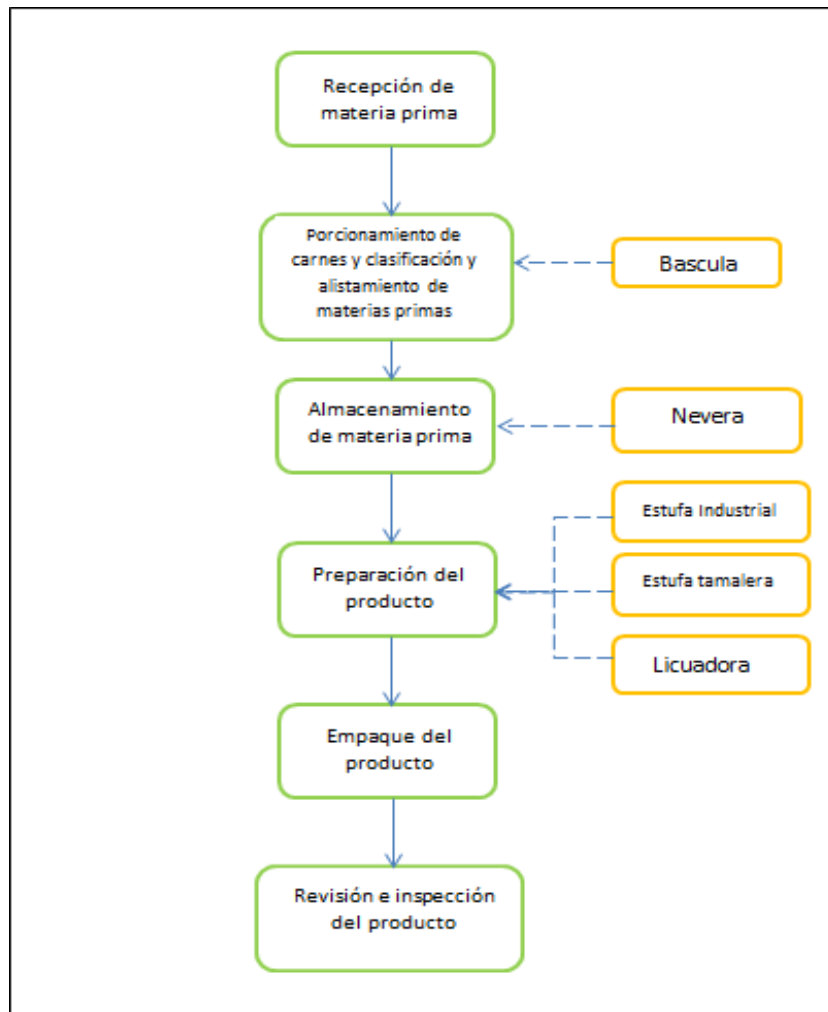 Recepción de
materia prima
Porcionamiento de
carnes y clasificación y
alistamiento de
materias primas
Bascula
Almacenamiento
de materia prima
Nevera
Estufa Industrial
Preparación del
producto
Estufa tamalera
Licuadora
Empaque del
producto
Revisión e inspección
del producto